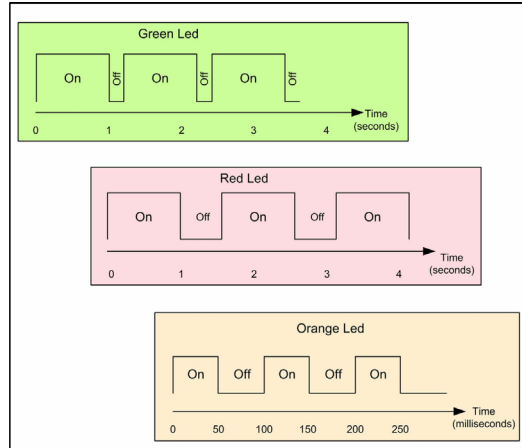 Green Led
On Off On Off On Off
Time
(seconds)
0 1 2 3 4
Red Led
On Off On Off On
Time
(seconds)
0 1 2 3 4
Orange Led
On Off On Off On
Time
(milliseconds)
0 50 100 150 200 250